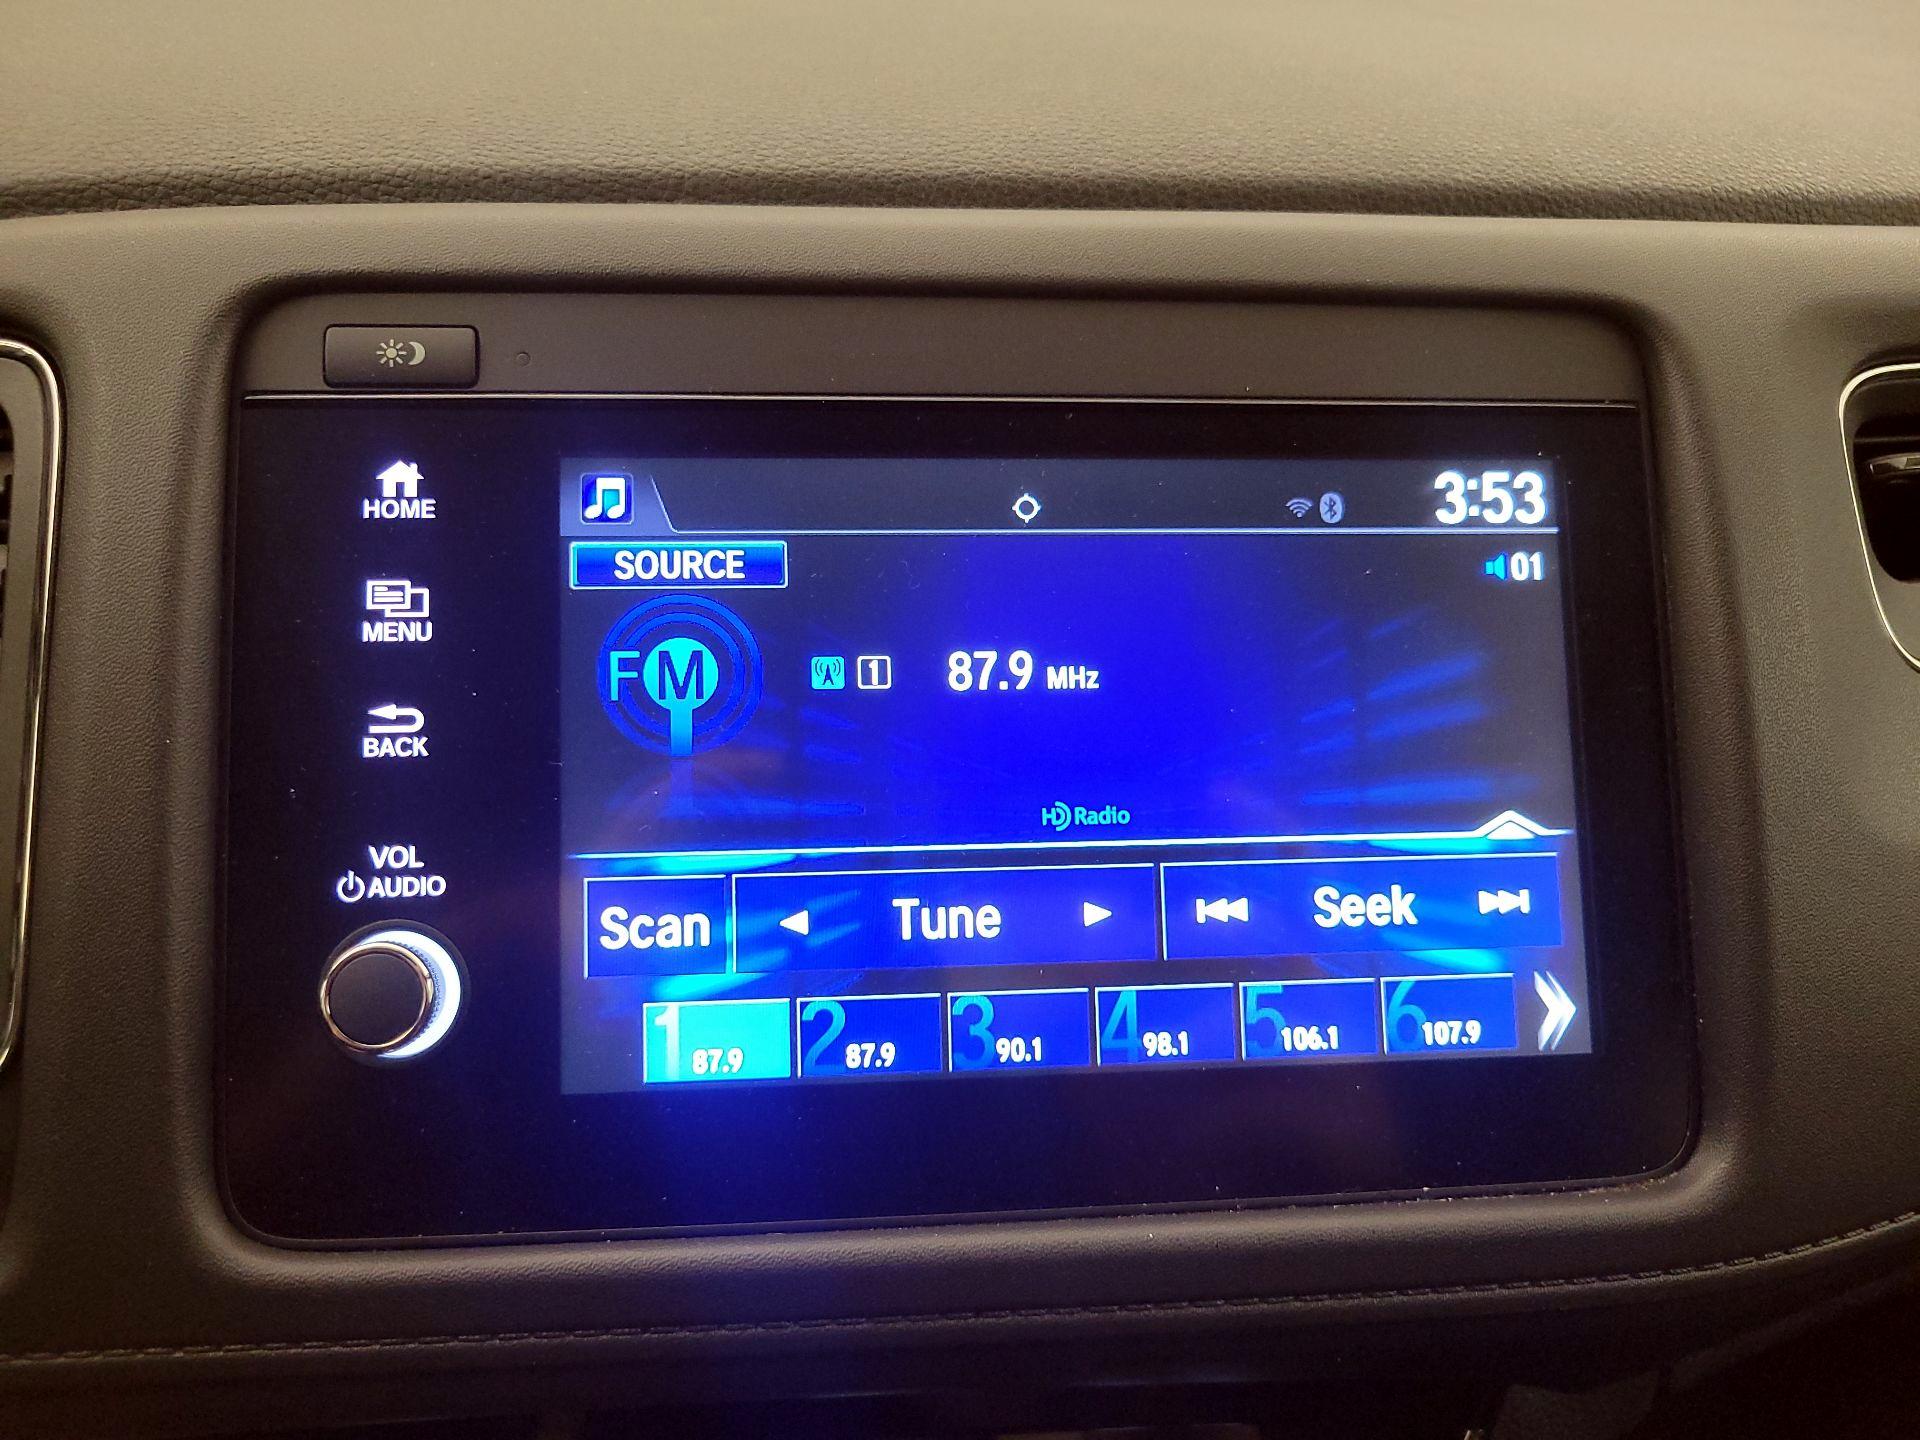 HOME
3:53
SOURCE
01
MENU
FM 1 87.9 MHz
BACK
HD Radio
VOL
AUDIO
Scan Tune Seek
1 87.9 2 87.9 3 90.1 4 98.1 5 106.1 6 107.9